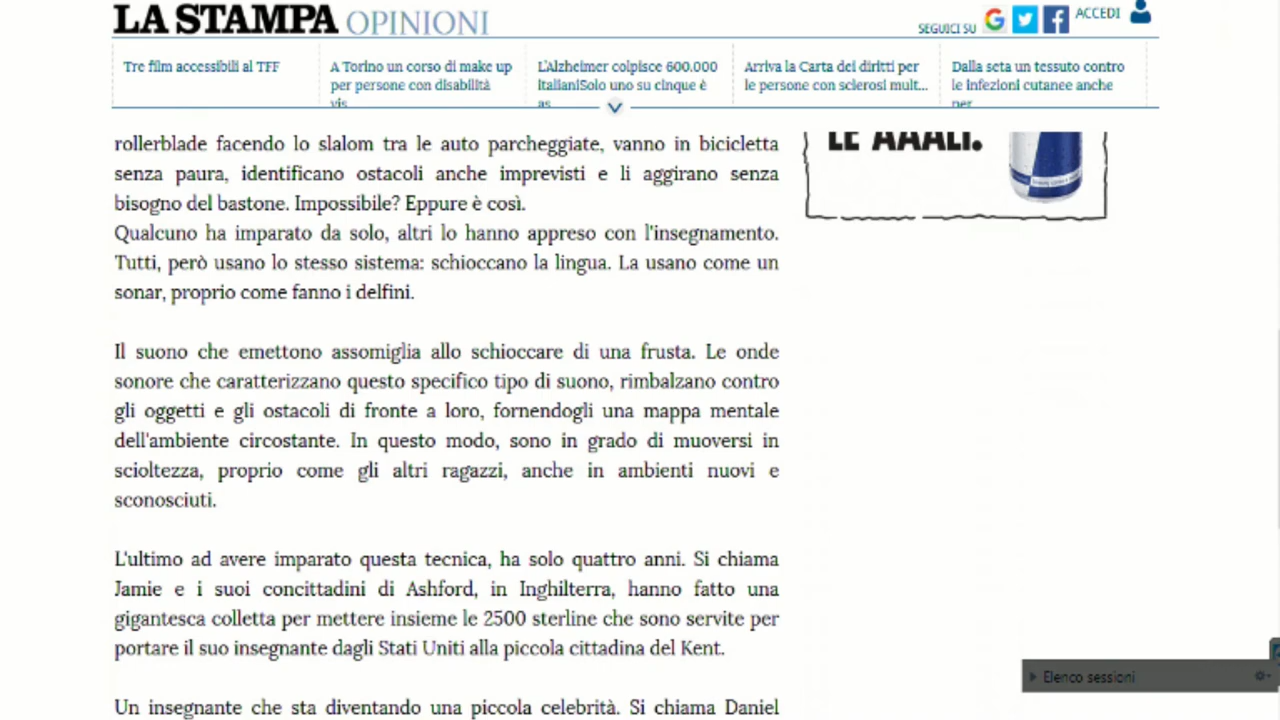 LA STAMPA OPINIONI
SEGUICI SU
ACCEDI
Tre film accessibili al TFF
A Torino un corso di make up
per persone con disabilità
vis
L'Alzheimer colpisce 600.000
italianiSolo uno su cinque è
as
Arriva la Carta dei diritti per
le persone con sclerosi mult...
Dalla seta un tessuto contro
le infezioni cutanee anche
per
LE AAALI.
rollerblade facendo lo slalom tra le auto parcheggiate, vanno in bicicletta
senza paura, identificano ostacoli anche imprevisti e li aggirano senza
bisogno del bastone. Impossibile? Eppure è così.
Qualcuno ha imparato da solo, altri lo hanno appreso con l'insegnamento.
Tutti, però usano lo stesso sistema: schioccano la lingua. La usano come un
sonar, proprio come fanno i delfini.
Il suono che emettono assomiglia allo schioccare di una frusta. Le onde
sonore che caratterizzano questo specifico tipo di suono, rimbalzano contro
gli oggetti e gli ostacoli di fronte a loro, fornendogli una mappa mentale
dell'ambiente circostante. In questo modo, sono in grado di muoversi in
scioltezza, proprio come gli altri ragazzi, anche in ambienti nuovi e
sconosciuti.
L'ultimo ad avere imparato questa tecnica, ha solo quattro anni. Si chiama
Jamie e i suoi concittadini di Ashford, in Inghilterra, hanno fatto una
gigantesca colletta per mettere insieme le 2500 sterline che sono servite per
portare il suo insegnante dagli Stati Uniti alla piccola cittadina del Kent.
Elenco sessioni
Un insegnante che sta diventando una piccola celebrità. Si chiama Daniel